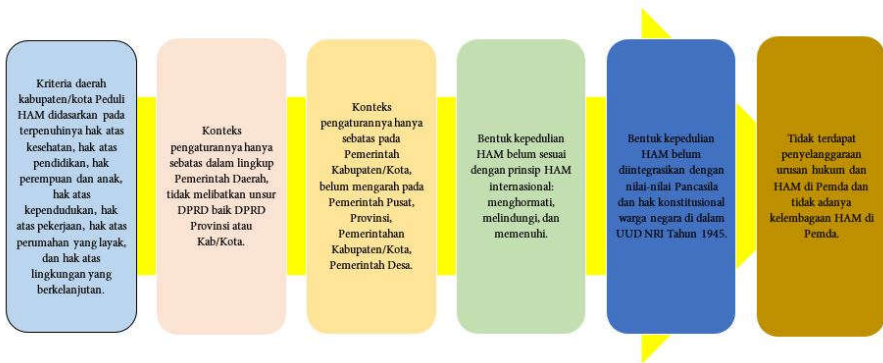 Kriteria daerah
kabupaten/kota Peduli
HAM didasarkan pada
terpenuhinya hak atas
kesehatan, hak atas
pendidikan, hak
perempuan dan anak,
hak atas
kependudukan, hak
atas pekerjaan, hak atas
perumahan yang layak,
dan hak atas
lingkungan yang
berkelanjutan.
Konteks
pengaturannya hanya
sebatas dalam lingkup
Pemerintah Daerah,
tidak melibatkan unsur
DPRD baik DPRD
Provinsi atau
Kab/Kota.
Konteks
pengaturannya hanya
sebatas pada
Pemerintah
Kabupaten/Kota,
belum mengarah pada
Pemerintah Pusat,
Provinsi,
Pemerintahan
Kabupaten/Kota,
Pemerintah Desa.
Bentuk kepedulian
HAM belum sesuai
dengan prinsip HAM
internasional:
menghormati,
melindungi, dan
memenuhi.
Bentuk kepedulian
HAM belum
diintegrasikan dengan
nilai-nilai Pancasila
dan hak konstitusional
warga negara di dalam
UUD NRI Tahun 1945.
Tidak terdapat
penyelanggaraan
urusan hukum dan
HAM di Pemda dan
tidak adanya
kelembagaan HAM di
Pemda.